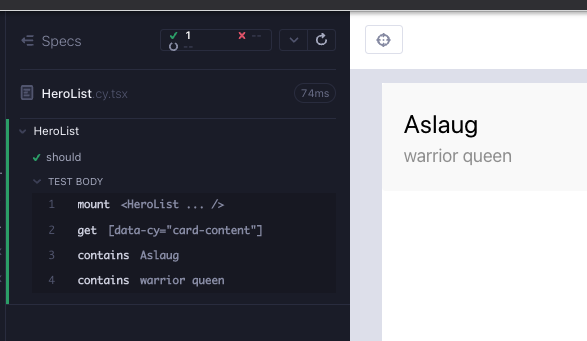 Specs
1
--
--
HeroList.cy.tsx
74ms
HeroList
should
TEST BODY
1 mount <HeroList ... />
2 get [data-cy="card-content"]
3 contains Aslaug
4 contains warrior queen
Aslaug
warrior queen